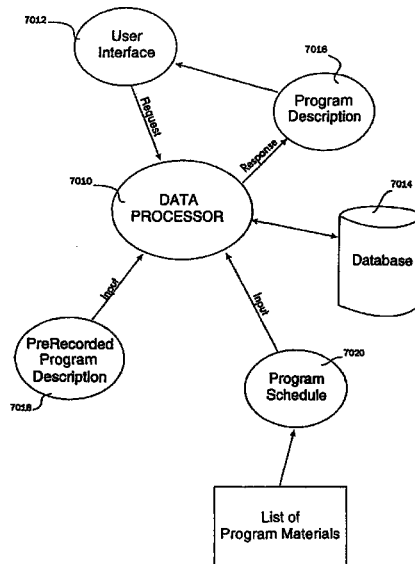 7012
User
Interface
7016
Program
Description
Request
Response
7010
DATA
PROCESSOR
7014
Database
Input
Input
PreRecorded
Program
Description
7018
7020
Program
Schedule
List of
Program Materials